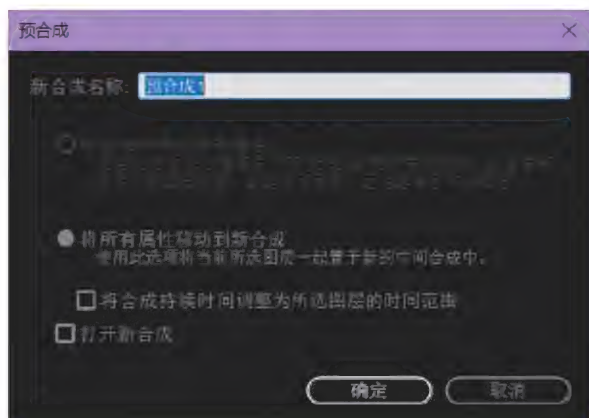 预合成
新合成名称: 预合成1
将所有属性移动到新合成
使用此选项将当前所选图层一起置于新的中间合成中。
将合成持续时间调整为所选图层的时间范围
打开新合成
确定 取消